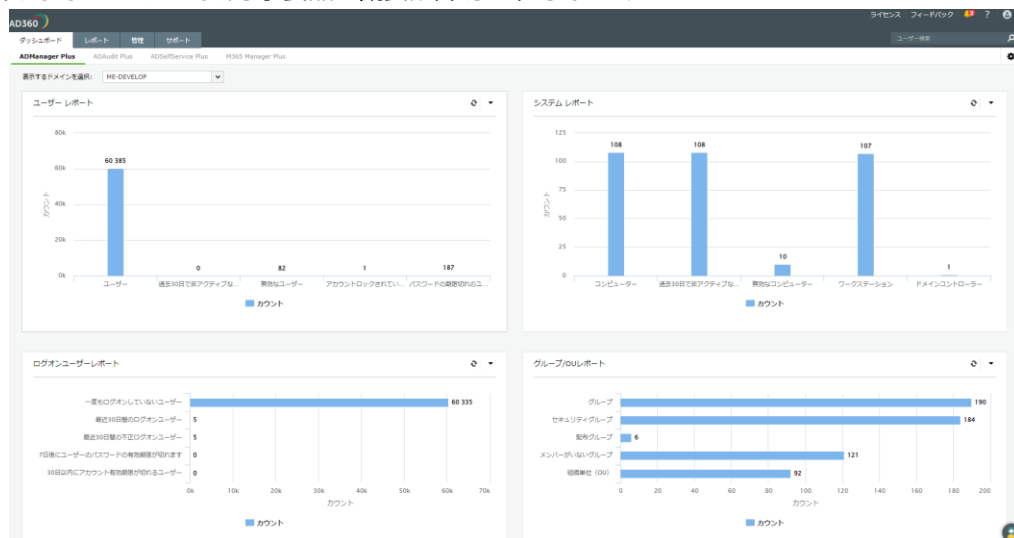 ライセンス フィードバック ?
AD360
ダッシュボード レポート 管理 サポート
ユーザー検索
ADManager Plus ADAudit Plus ADSelfService Plus M365 Manager Plus
表示するドメインを選択: ME-DEVELOP
ユーザー レポート
80k
60k
40k
20k
0k
カウント
60 385
0
82
1
187
ユーザー
過去30日で非アクティブな...
無効なユーザー
アカウントロックされてい...
パスワードの期限切れのユ...
カウント
システム レポート
125
100
75
50
25
0
カウント
108
108
10
107
1
コンピューター
過去30日で非アクティブな...
無効なコンピューター
ワークステーション
ドメインコントローラー
カウント
ログオンユーザーレポート
一度もログオンしていないユーザー 60 335
最近30日間のログオンユーザー 5
最近30日間の不正ログオンユーザー 5
7日後にユーザーのパスワードの有効期限が切れます 0
30日以内にアカウント有効期限が切れるユーザー 0
0k 10k 20k 30k 40k 50k 60k 70k
カウント
カウント
グループ/OUレポート
グループ 190
セキュリティグループ 184
配布グループ 6
メンバーがいないグループ 121
組織単位 (OU) 92
0 20 40 60 80 100 120 140 160 180 200
カウント
カウント